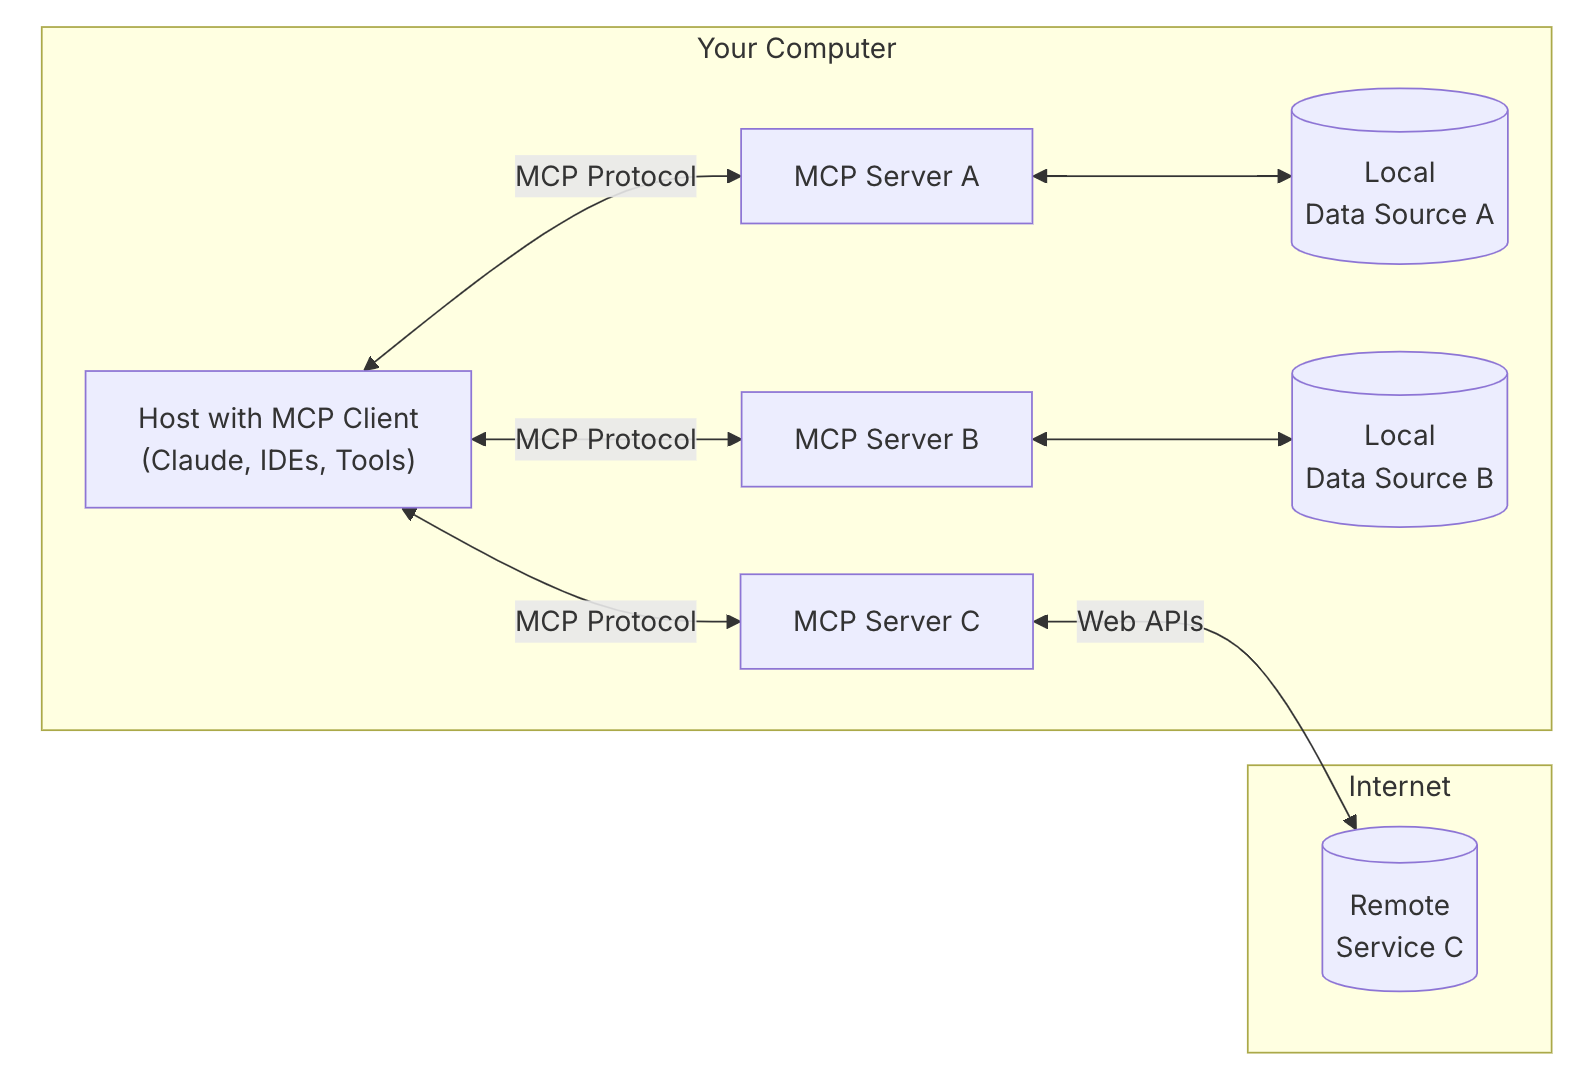 Your Computer
MCP Protocol
MCP Server A
Local
Data Source A
Host with MCP Client
(Claude, IDEs, Tools)
MCP Protocol
MCP Server B
Local
Data Source B
MCP Protocol
MCP Server C
Web APIs
Internet
Remote
Service C